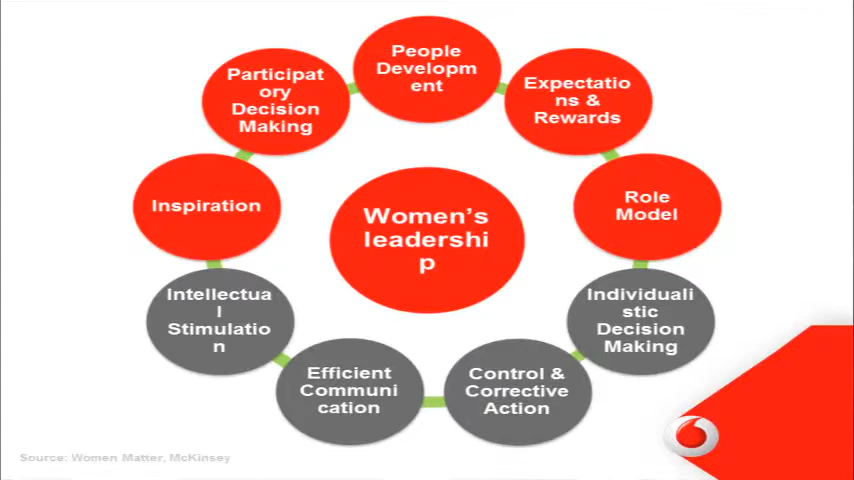 People
Developm
ent
Expectatio
ns &
Rewards
Role
Model
Individuali
stic
Decision
Making
Control &
Corrective
Action
Efficient
Communi
cation
Intellectua
l
Stimulatio
n
Inspiration
Participat
ory
Decision
Making
Women’s
leadershi
p
Source: Women Matter, McKinsey